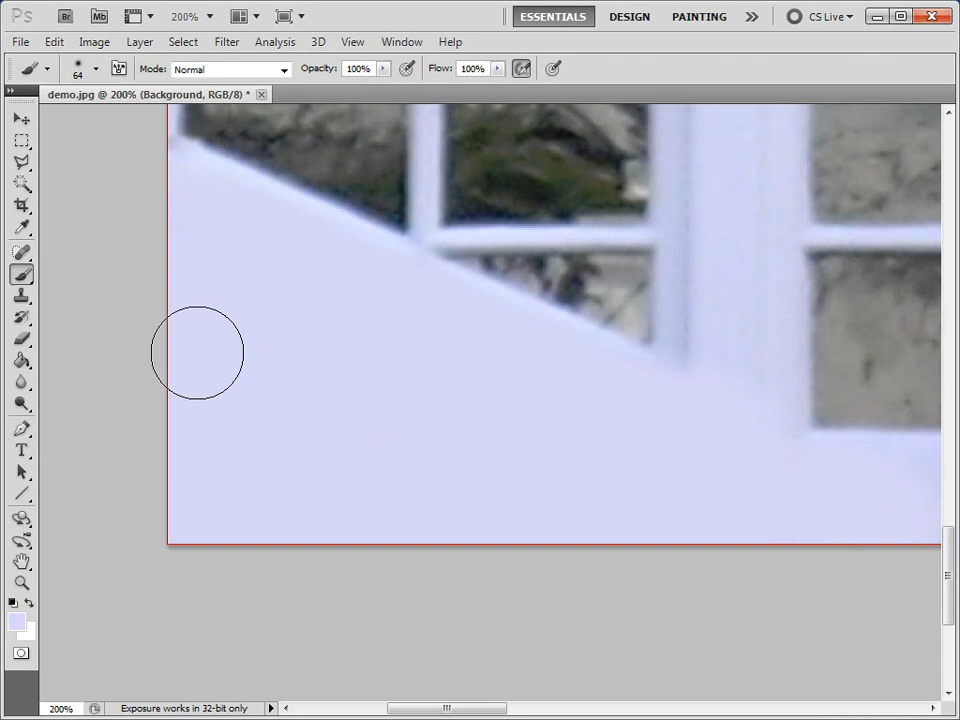 Ps Br Mb 200% ESSENTIALS DESIGN PAINTING CS Live
File Edit Image Layer Select Filter Analysis 3D View Window Help
64 Mode: Normal Opacity: 100% Flow: 100%
demo.jpg @ 200% (Background, RGB/8) *
T
200% Exposure works in 32-bit only